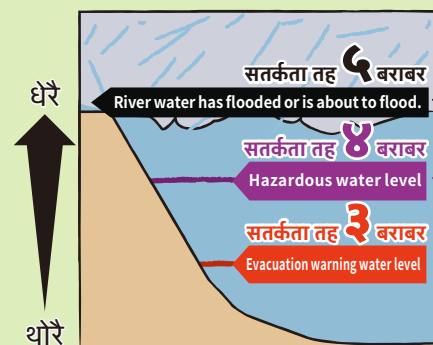 सतर्कता तह ५ बराबर
धेरै
River water has flooded or is about to flood.
सतर्कता तह ४ बराबर
Hazardous water level
सतर्कता तह ३ बराबर
Evacuation warning water level
थोरै